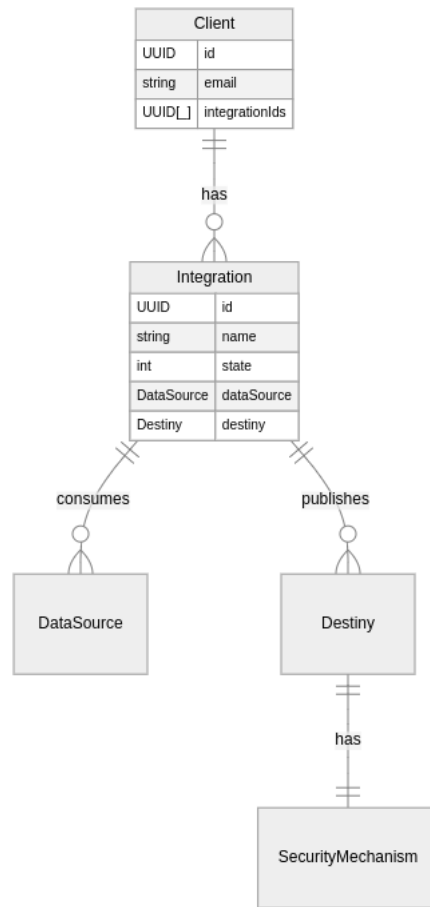 Client
UUID id
string email
UUID[_] integrationIds
has
Integration
UUID id
string name
int state
DataSource dataSource
Destiny destiny
consumes publishes
DataSource Destiny
has
SecurityMechanism